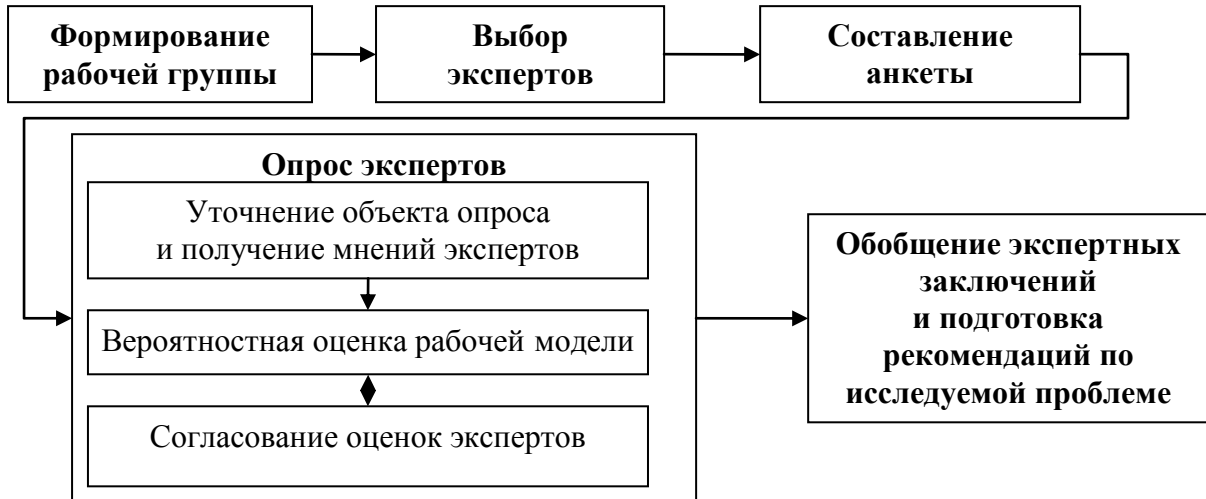 Формирование
рабочей группы
Выбор
экспертов
Составление
анкеты
Опрос экспертов
Уточнение объекта опроса
и получение мнений экспертов
Вероятностная оценка рабочей модели
Согласование оценок экспертов
Обобщение экспертных
заключений
и подготовка
рекомендаций по
исследуемой проблеме